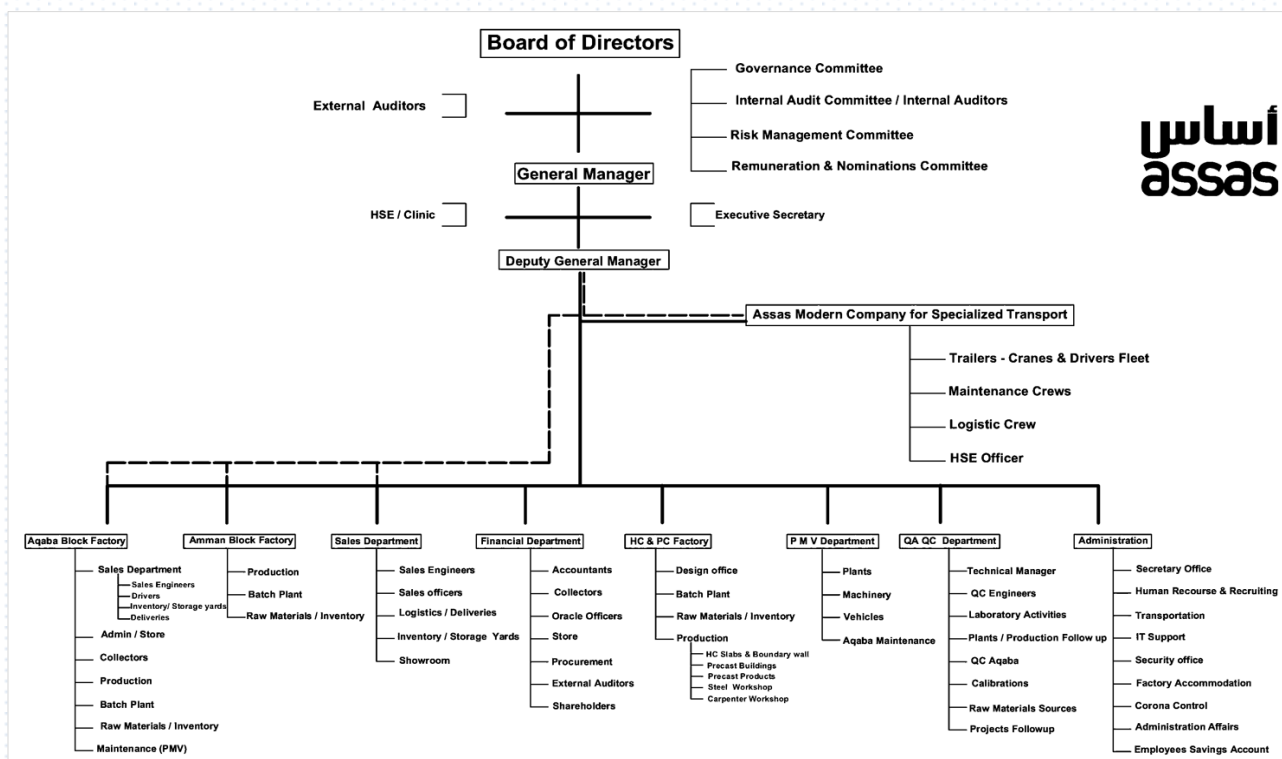 Board of Directors
External Auditors
Governance Committee
Internal Audit Committee / Internal Auditors
Risk Management Committee
Remuneration & Nominations Committee
أساس
assas
General Manager
HSE / Clinic
Executive Secretary
Deputy General Manager
Assas Modern Company for Specialized Transport
Trailers - Cranes & Drivers Fleet
Maintenance Crews
Logistic Crew
HSE Officer
Aqaba Block Factory
Sales Department
Sales Engineers
Drivers
Inventory/ Storage yards
Deliveries
Admin / Store
Collectors
Production
Batch Plant
Raw Materials / Inventory
Maintenance (PMV)
Amman Block Factory
Production
Batch Plant
Raw Materials / Inventory
Sales Department
Sales Engineers
Sales officers
Logistics / Deliveries
Inventory / Storage Yards
Showroom
Financial Department
Accountants
Collectors
Oracle Officers
Store
Procurement
External Auditors
Shareholders
HC & PC Factory
Design office
Batch Plant
Raw Materials / Inventory
Production
HC Slabs & Boundary wall
Precast Buildings
Precast Products
Steel Workshop
Carpenter Workshop
P M V Department
Plants
Machinery
Vehicles
Aqaba Maintenance
QA QC Department
Technical Manager
QC Engineers
Laboratory Activities
Plants / Production Follow up
QC Aqaba
Calibrations
Raw Materials Sources
Projects Followup
Administration
Secretary Office
Human Recourse & Recruiting
Transportation
IT Support
Security office
Factory Accommodation
Corona Control
Administration Affairs
Employees Savings Account